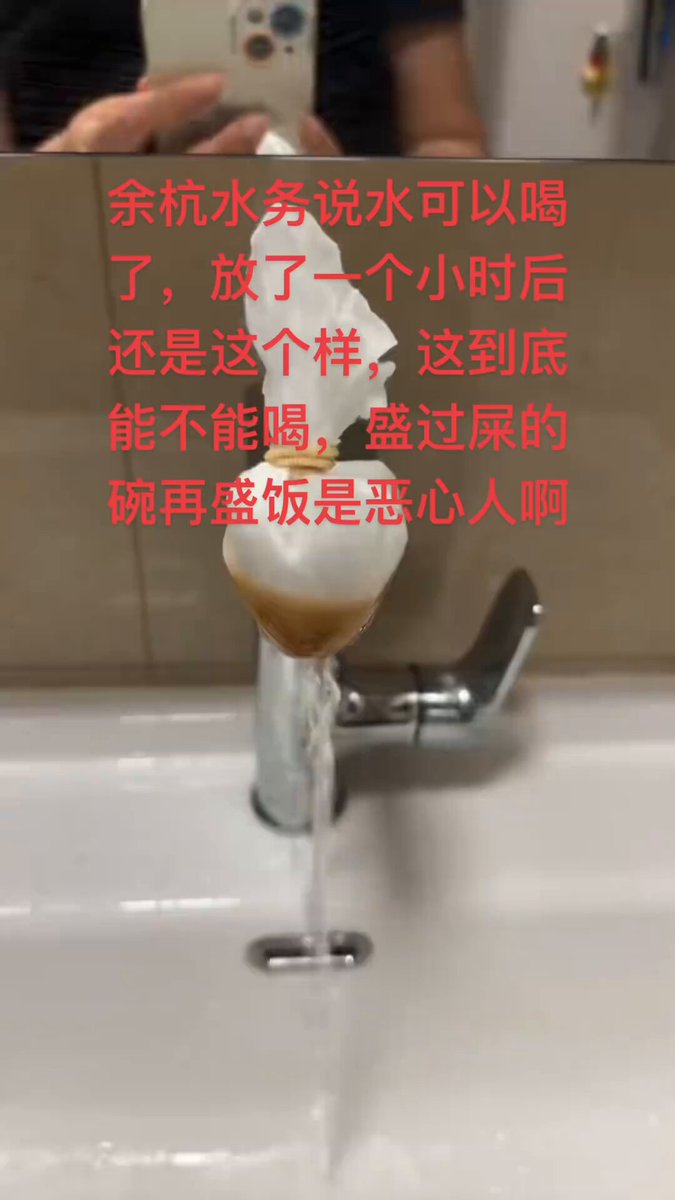 余杭水务说水可以喝
了，放了一个小时后
还是这个样，这到底
能不能喝，盛过屎的
碗再盛饭是恶心人啊